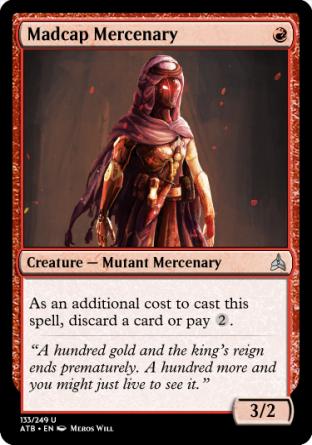 Madcap Mercenary
Creature — Mutant Mercenary
As an additional cost to cast this
spell, discard a card or pay 2.
“A hundred gold and the king's reign
ends prematurely. A hundred more and
you might just live to see it.”
3/2
133/249 U
ATB • EN Meros Will